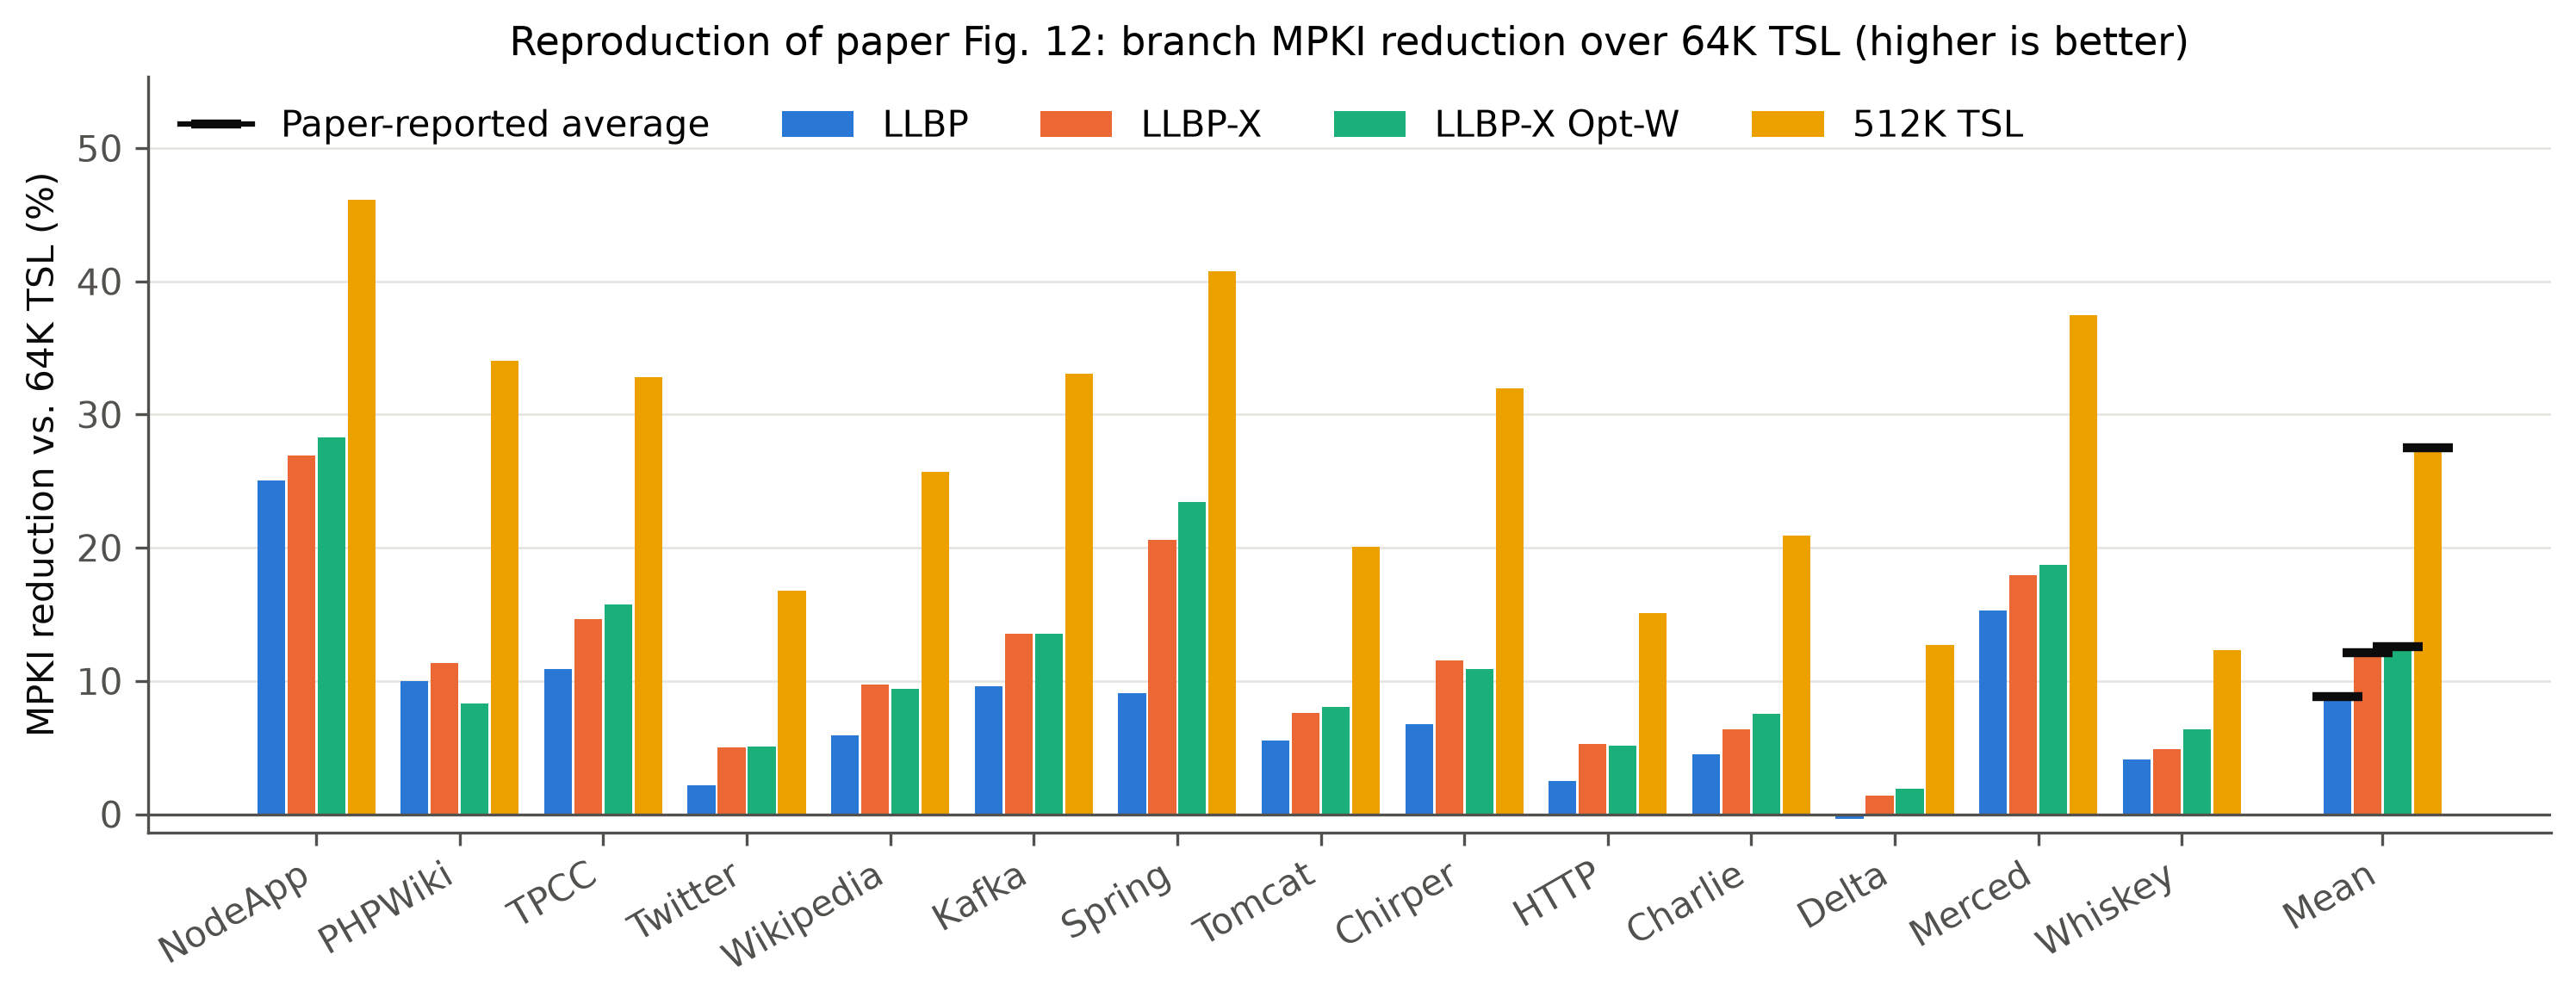 Reproduction of paper Fig. 12: branch MPKI reduction over 64K TSL (higher is better)
Paper-reported average
LLBP
LLBP-X
LLBP-X Opt-W
512K TSL
MPKI reduction vs. 64K TSL (%)
50
40
30
20
10
0
NodeApp
PHPWiki
TPCC
Twitter
Wikipedia
Kafka
Spring
Tomcat
Chirper
HTTP
Charlie
Delta
Merced
Whiskey
Mean